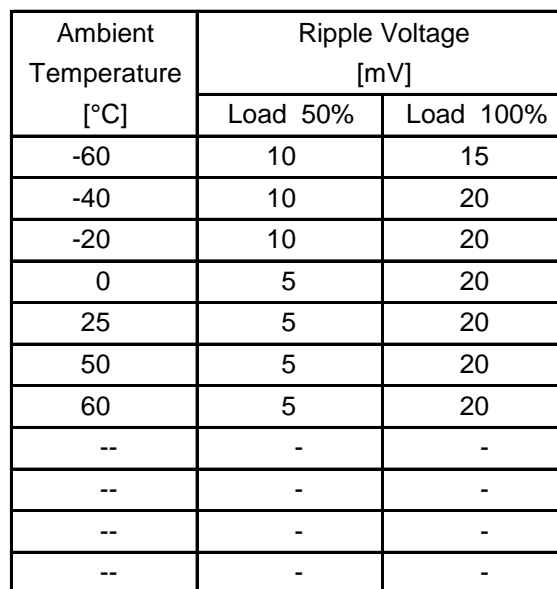 Ambient Temperature [°C] Ripple Voltage [mV]
Load 50% Load 100%
-60 10 15
-40 10 20
-20 10 20
0 5 20
25 5 20
50 5 20
60 5 20
-- - -
-- - -
-- - -
-- - -